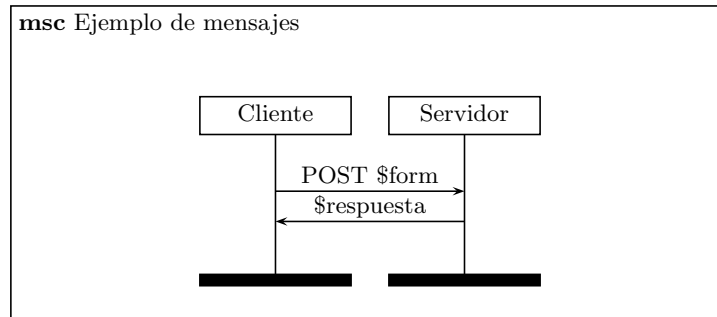 msc Ejemplo de mensajes
Cliente
Servidor
POST $form
$respuesta